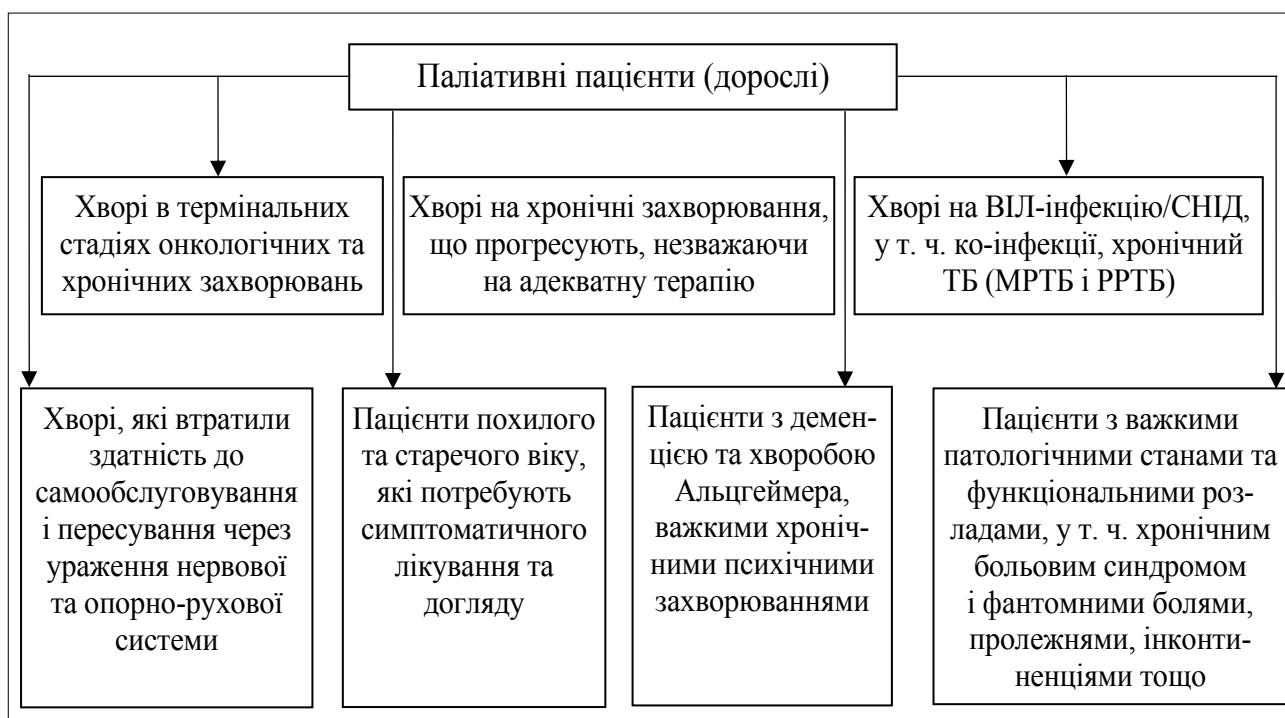 Паліативні пацієнти (дорослі)
Хворі в термінальних
стадіях онкологічних та
хронічних захворювань
Хворі на хронічні захворювання,
що прогресують, незважаючи
на адекватну терапію
Хворі на ВІЛ-інфекцію/СНІД,
у т. ч. ко-інфекції, хронічний
ТБ (МРТБ і РРТБ)
Хворі, які втратили
здатність до
самообслуговування
і пересування через
ураження нервової
та опорно-рухової
системи
Пацієнти похилого
та старечого віку,
які потребують
симптоматичного
лікування та
догляду
Пацієнти з демен-
цією та хворобою
Альцгеймера,
важкими хроніч-
ними психічними
захворюваннями
Пацієнти з важкими
патологічними станами та
функціональними роз-
ладами, у т. ч. хронічним
больовим синдромом
і фантомними болями,
пролежнями, інконти-
ненціями тощо